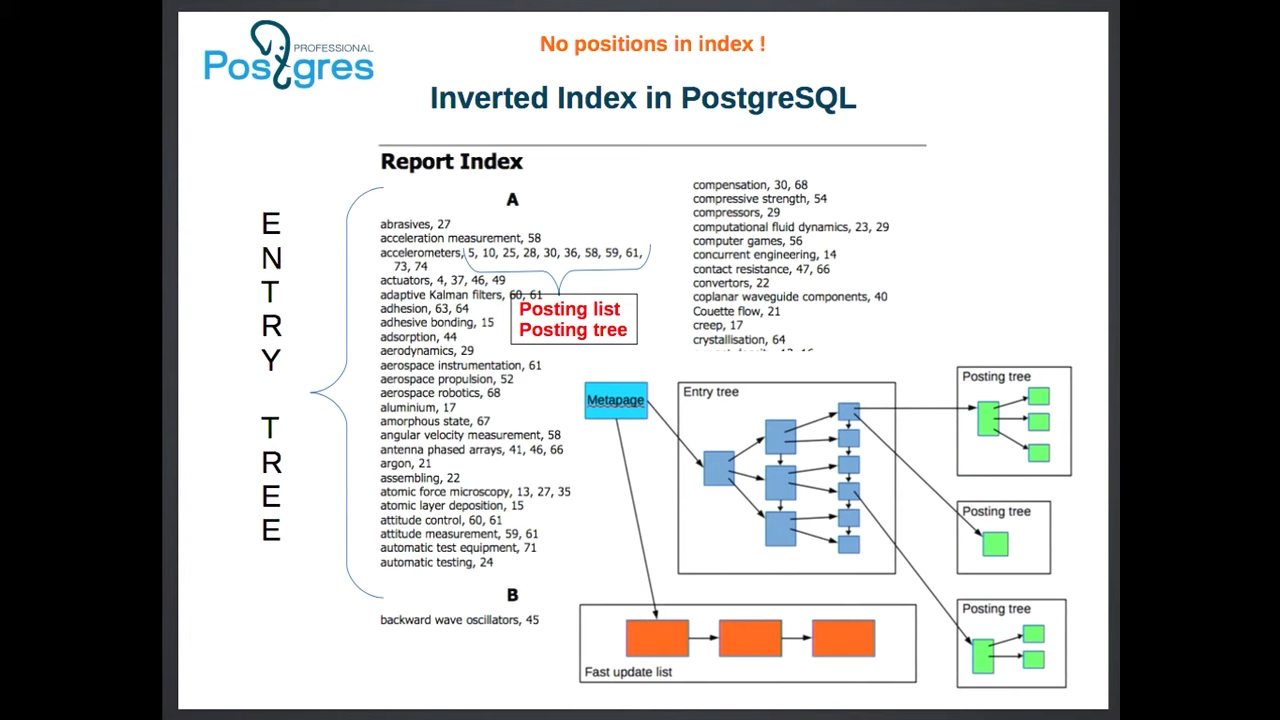 PROFESSIONAL
Postgres
No positions in index !
Inverted Index in PostgreSQL
Report Index
E
N
T
R
Y
T
R
E
E
A
abrasives, 27
acceleration measurement, 58
accelerometers, 5, 10, 25, 28, 30, 36, 58, 59, 61,
73, 74
actuators, 4, 37, 46, 49
adaptive Kalman filters, 60, 61
adhesion, 63, 64
adhesive bonding, 15
adsorption, 44
aerodynamics, 29
aerospace instrumentation, 61
aerospace propulsion, 52
aerospace robotics, 68
aluminium, 17
amorphous state, 67
angular velocity measurement, 58
antenna phased arrays, 41, 46, 66
argon, 21
assembling, 22
atomic force microscopy, 13, 27, 35
atomic layer deposition, 15
attitude control, 60, 61
attitude measurement, 59, 61
automatic test equipment, 71
automatic testing, 24
B
backward wave oscillators, 45
Posting list
Posting tree
compensation, 30, 68
compressive strength, 54
compressors, 29
computational fluid dynamics, 23, 29
computer games, 56
concurrent engineering, 14
contact resistance, 47, 66
convertors, 22
coplanar waveguide components, 40
Couette flow, 21
creep, 17
crystallisation, 64
Metapage
Entry tree
Posting tree
Posting tree
Posting tree
Fast update list